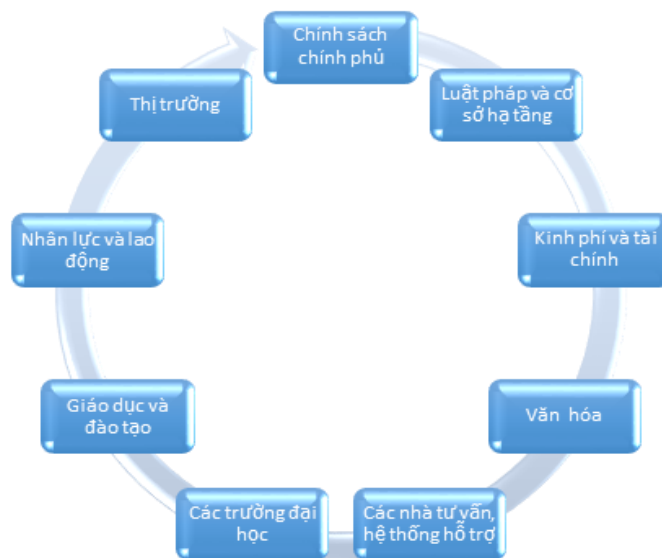 Chính sách
chính phủ
Luật pháp và cơ
sở hạ tầng
Kinh phí và tài
chính
Văn hóa
Các nhà tư vấn,
hệ thống hỗ trợ
Các trường đại
học
Giáo dục và
đào tạo
Nhân lực và lao
động
Thị trường